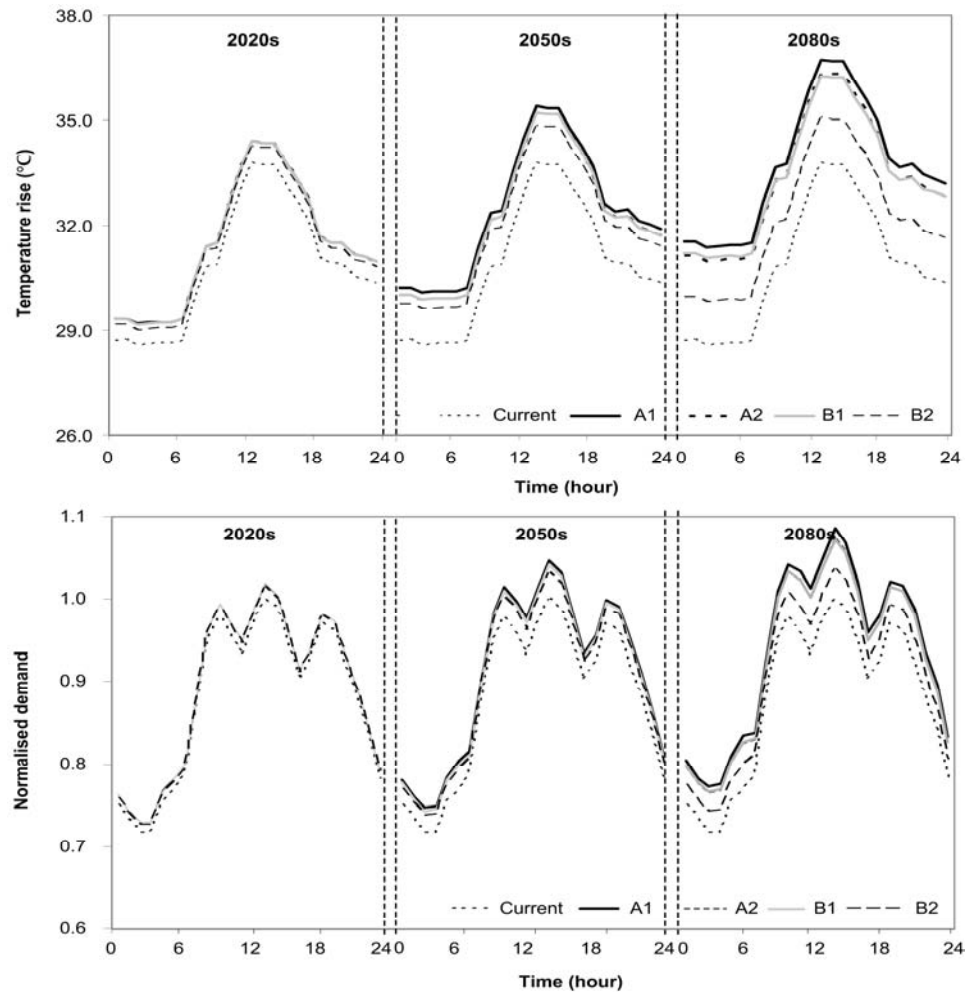 38.0
35.0
32.0
29.0
26.0
Temperature rise (°C)
2020s 2050s 2080s
Current A1 A2 B1 B2
0 6 12 18 24 0 6 12 18 24 0 6 12 18 24
Time (hour)
1.1
1.0
0.9
0.8
0.7
0.6
Normalised demand
2020s 2050s 2080s
Current A1 A2 B1 B2
0 6 12 18 24 0 6 12 18 24 0 6 12 18 24
Time (hour)